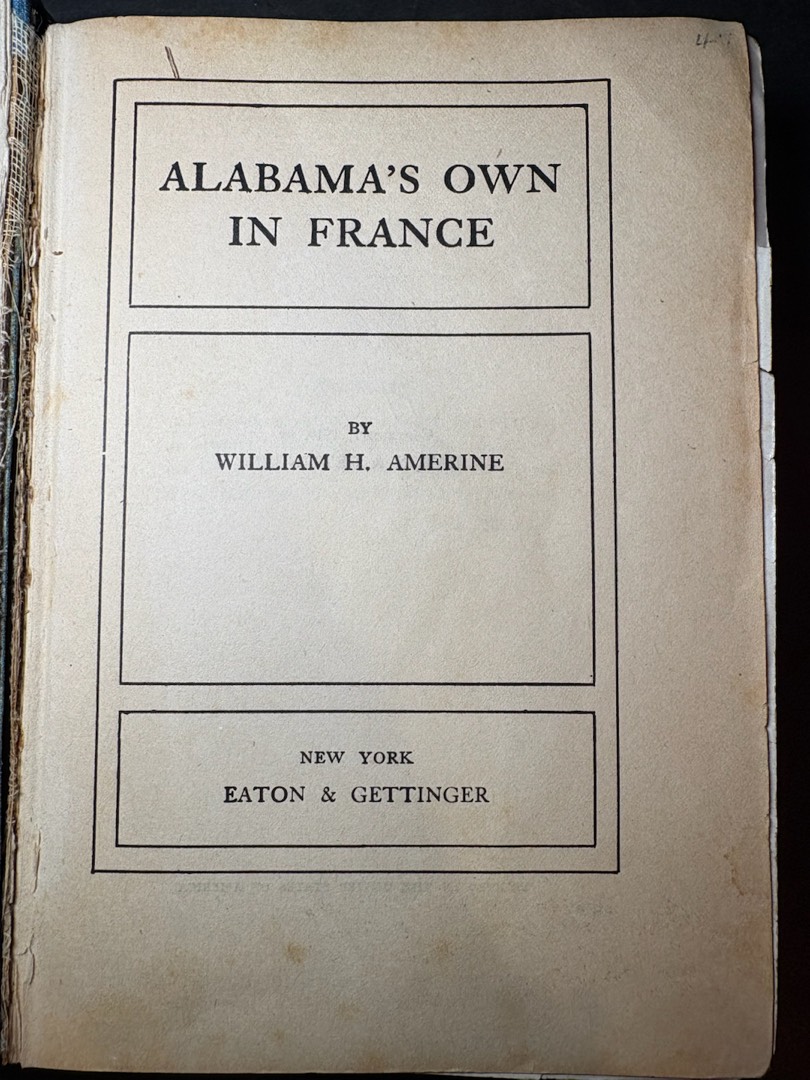 ALABAMA'S OWN
IN FRANCE
BY
WILLIAM H. AMERINE
NEW YORK
EATON & GETTINGER